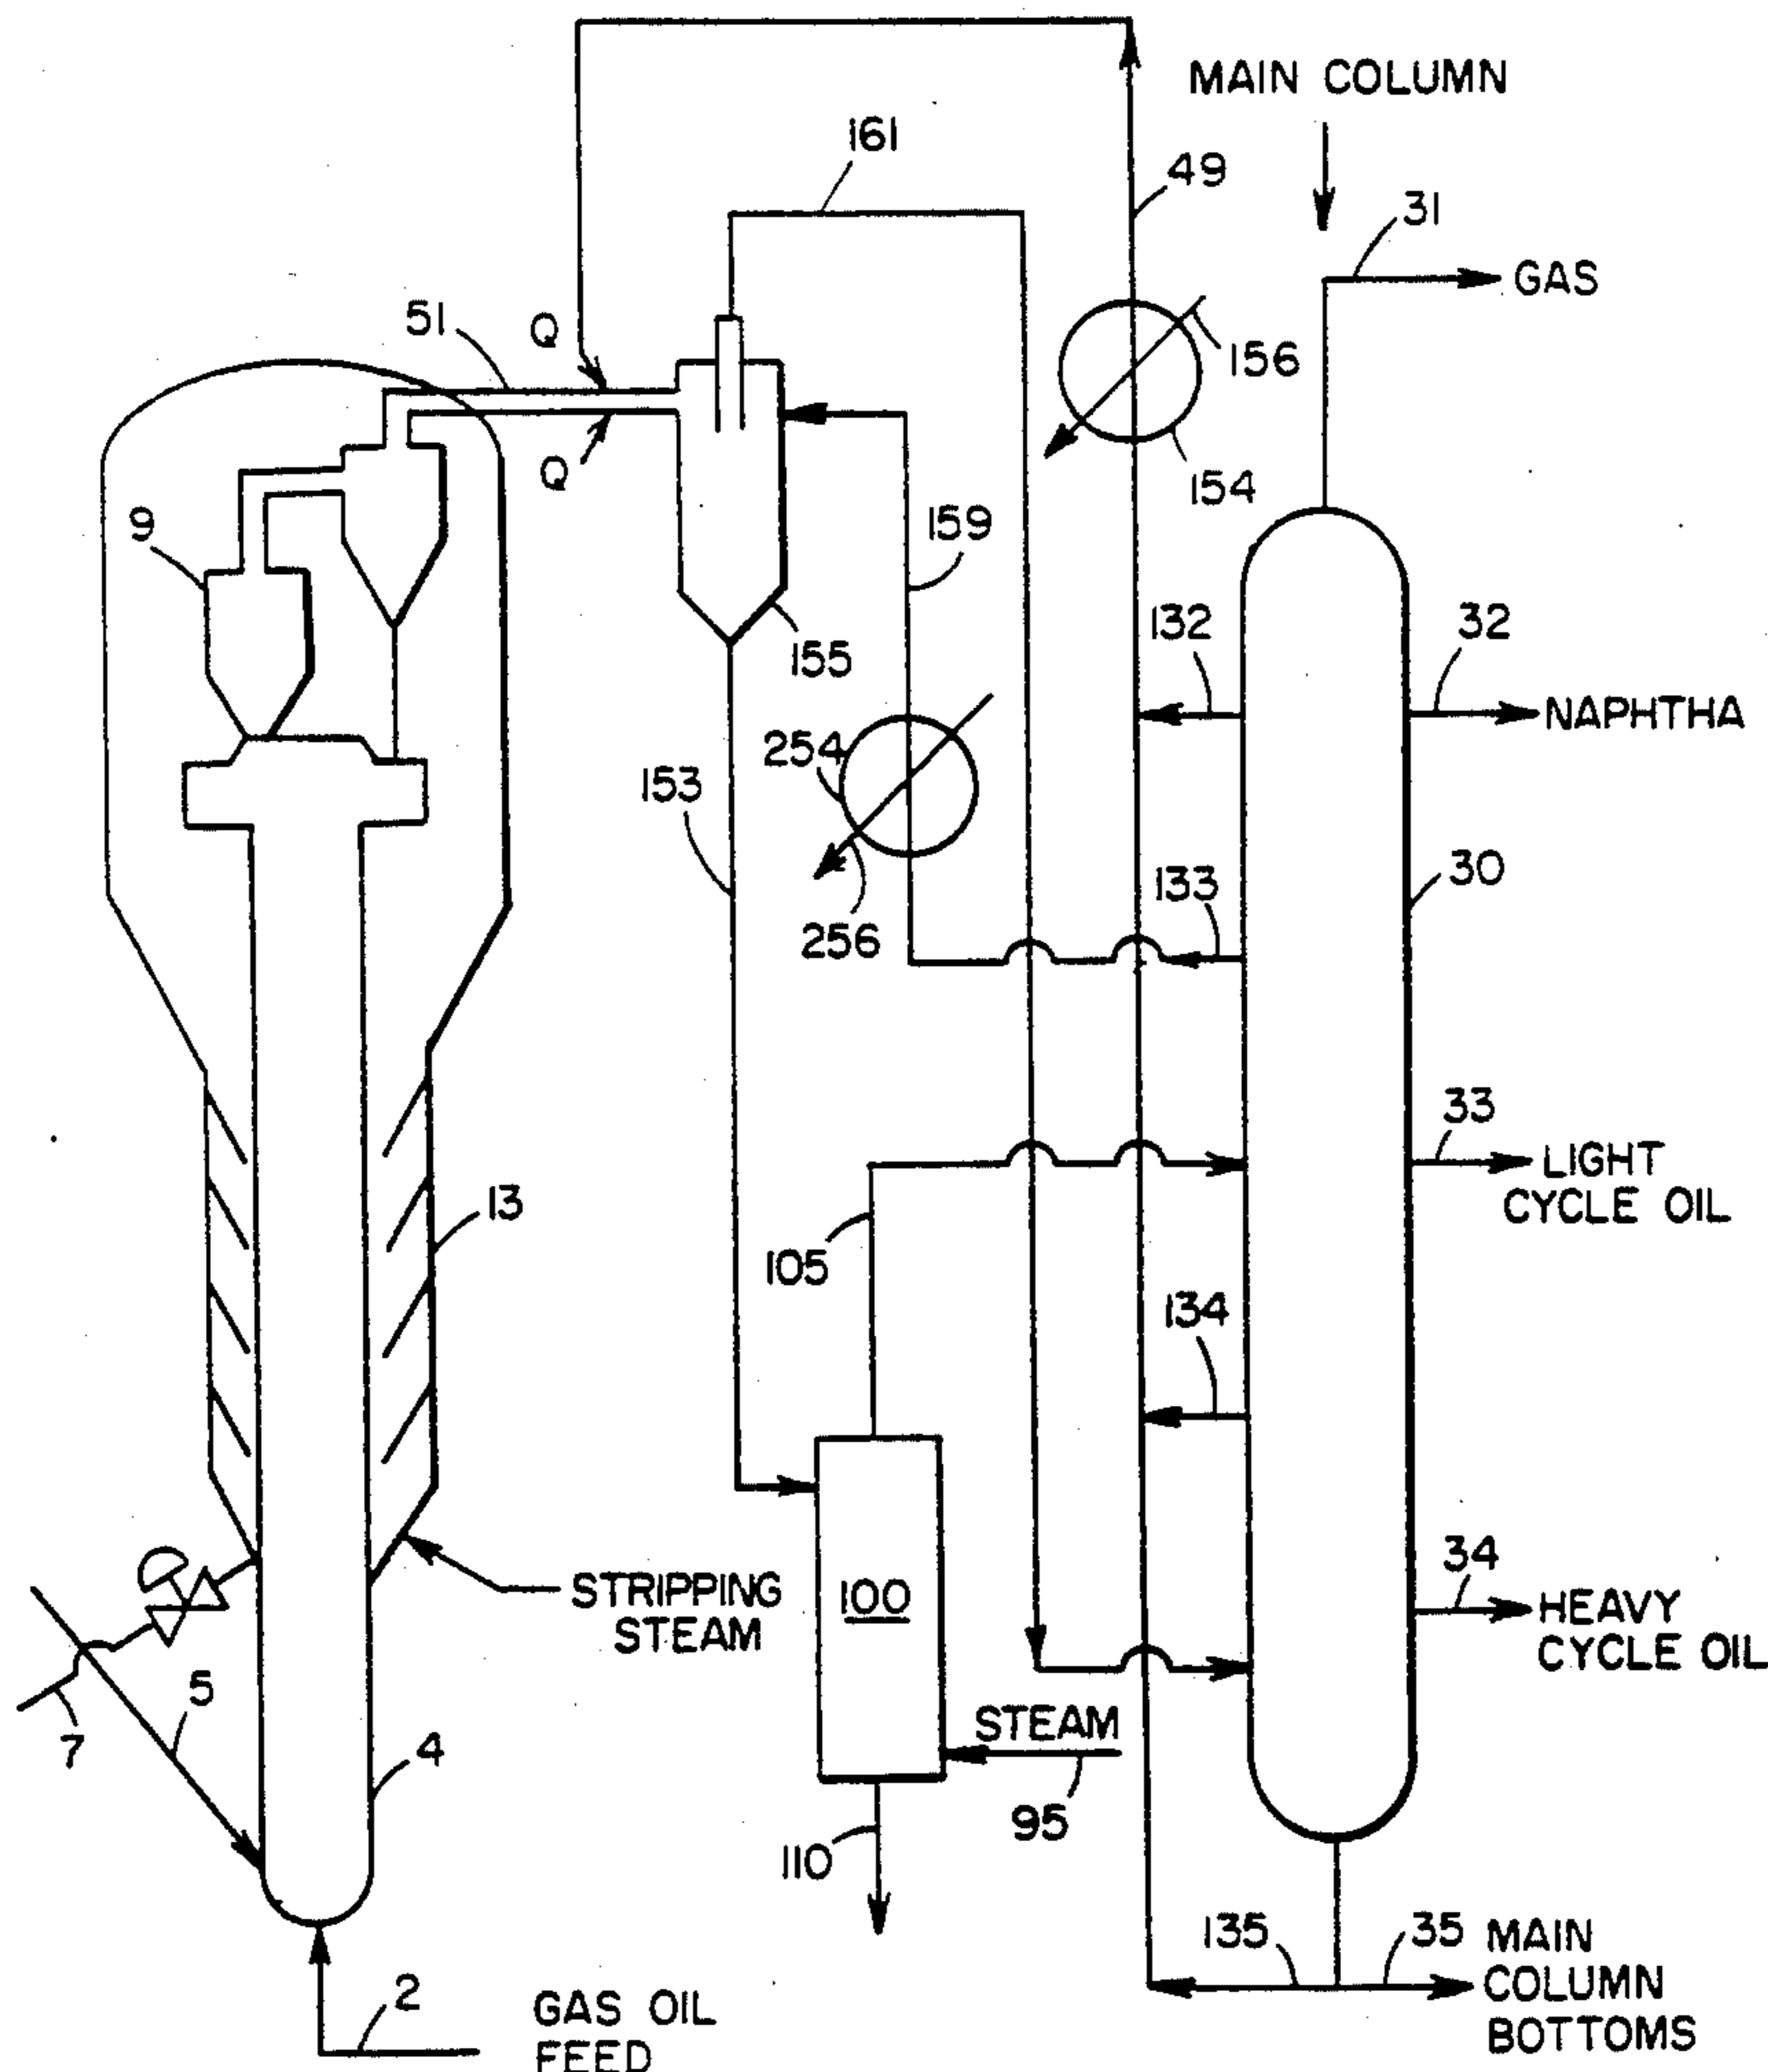 MAIN COLUMN
161
49
31
GAS
51
Q
156
Q
154
9
159
132
32
155
NAPHTHA
254
153
30
133
256
33
LIGHT
CYCLE OIL
13
105
134
34
HEAVY
CYCLE OIL
STRIPPING
STEAM
100
5
STEAM
7
4
95
110
135
35
MAIN
COLUMN
BOTTOMS
2
GAS OIL
FEED